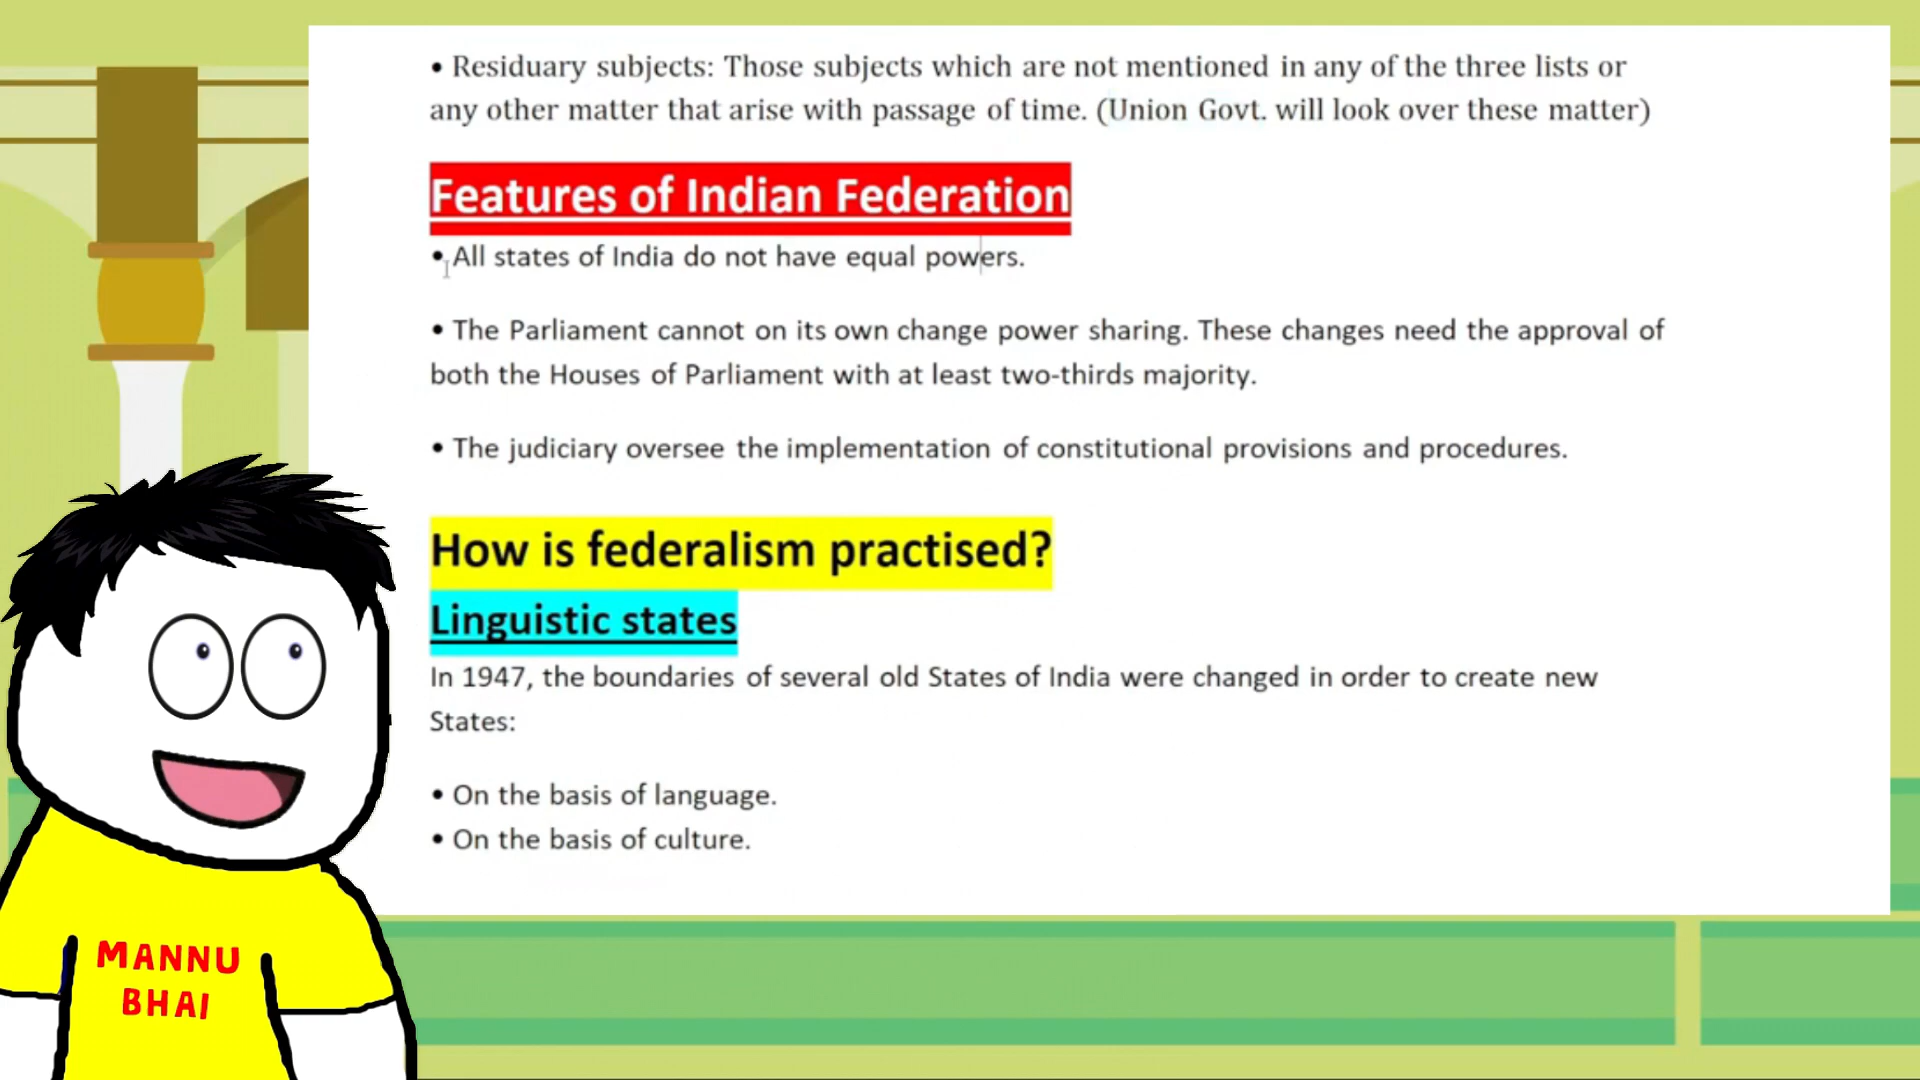 • Residuary subjects: Those subjects which are not mentioned in any of the three lists or
any other matter that arise with passage of time. (Union Govt. will look over these matter)
Features of Indian Federation
• All states of India do not have equal powers.
• The Parliament cannot on its own change power sharing. These changes need the approval of
both the Houses of Parliament with at least two-thirds majority.
• The judiciary oversee the implementation of constitutional provisions and procedures.
How is federalism practised?
Linguistic states
In 1947, the boundaries of several old States of India were changed in order to create new
States:
• On the basis of language.
• On the basis of culture.
MANNU
BHAI